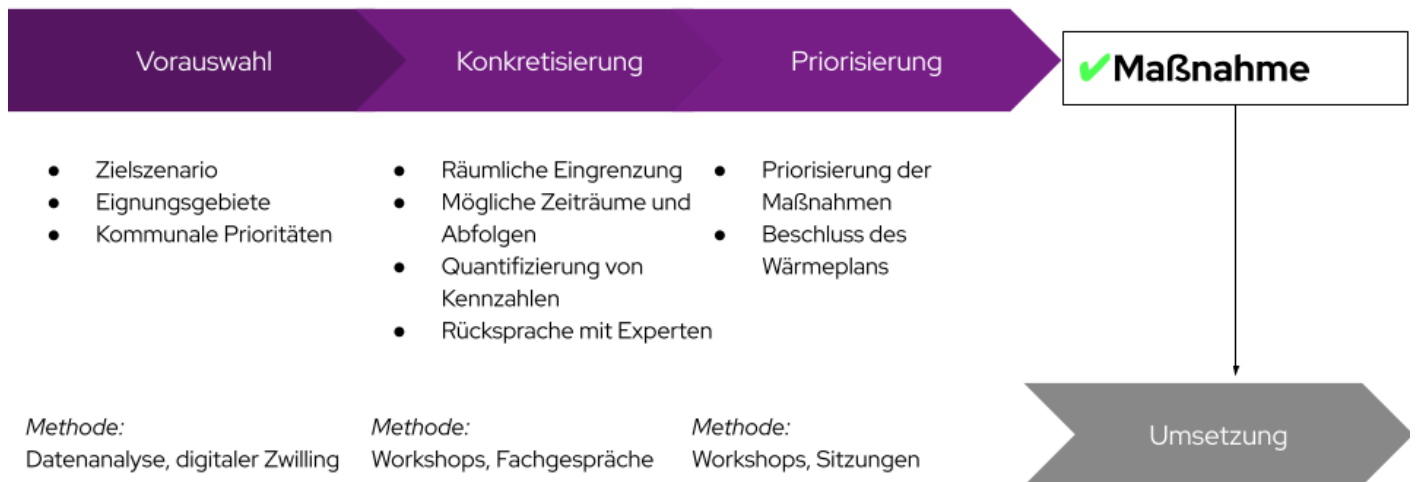 Vorauswahl
Konkretisierung
Priorisierung
✔Maßnahme
● Zielszenario
● Eignungsgebiete
● Kommunale Prioritäten
● Räumliche Eingrenzung
● Mögliche Zeiträume und
Abfolgen
● Quantifizierung von
Kennzahlen
● Rücksprache mit Experten
● Priorisierung der
Maßnahmen
● Beschluss des
Wärmeplans
Methode:
Datenanalyse, digitaler Zwilling
Methode:
Workshops, Fachgespräche
Methode:
Workshops, Sitzungen
Umsetzung